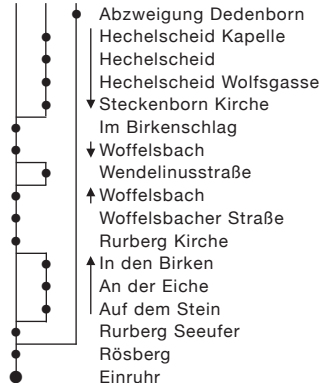 Abzweigung Dedenborn
Hechelscheid Kapelle
Hechelscheid
Hechelscheid Wolfsgasse
Steckenborn Kirche
Im Birkenschlag
Woffelsbach
Wendelinusstraße
Woffelsbach
Woffelsbacher Straße
Rurberg Kirche
In den Birken
An der Eiche
Auf dem Stein
Rurberg Seeufer
Rösberg
Einruhr